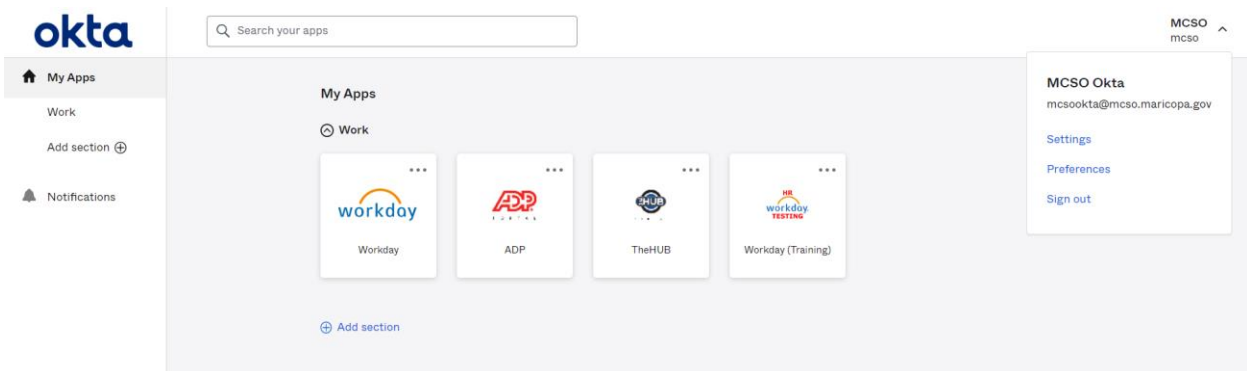 okta
Search your apps
MCSO
mcso
My Apps
Work
Add section
Notifications
My Apps
Work
workday
Workday
ADP
ADP
HUB
TheHUB
HR
workday.
TESTING
Workday (Training)
Add section
MCSO Okta
mcsookta@mcso.maricopa.gov
Settings
Preferences
Sign out